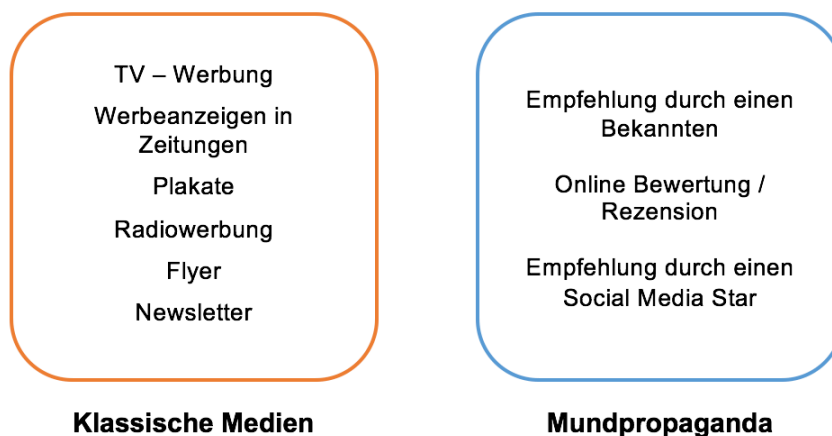 TV – Werbung
Werbeanzeigen in
Zeitungen
Plakate
Radiowerbung
Flyer
Newsletter
Klassische Medien
Empfehlung durch einen
Bekannten
Online Bewertung /
Rezension
Empfehlung durch einen
Social Media Star
Mundpropaganda